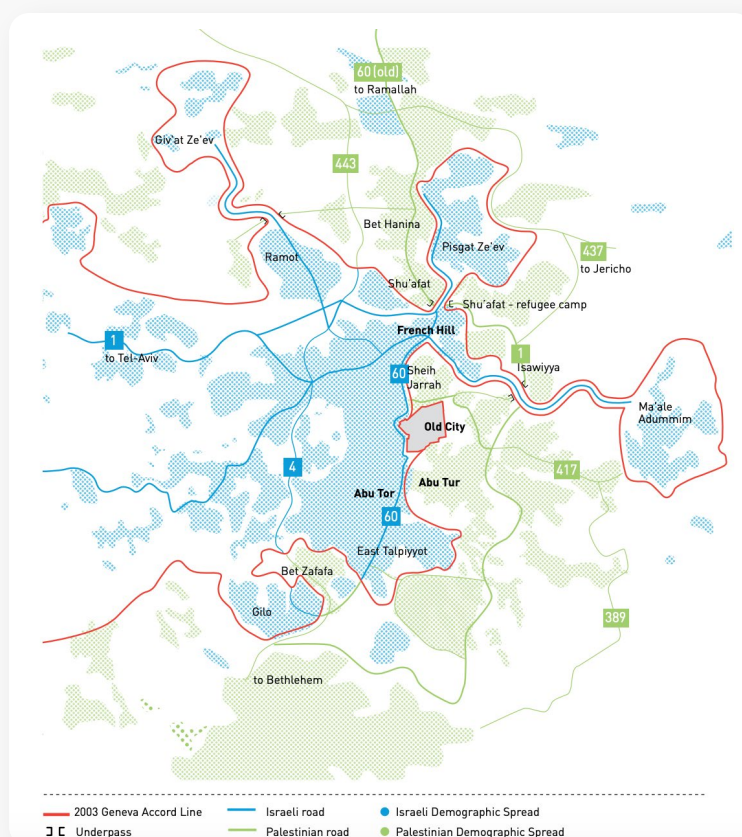 60 (old)
to Ramallah
Giv'at Ze'ev
443
Bet Hanina
Pisgat Ze'ev
437
to Jericho
Ramot
Shu'afat
Shu'afat - refugee camp
French Hill
1
to Tel-Aviv
1
Isawiyya
60
Sheih
Jarrah
Ma'ale
Adummim
Old City
4
417
Abu Tor
Abu Tur
60
East Talpiyyot
Bet Zafafa
Gilo
389
to Bethlehem
2003 Geneva Accord Line
Israeli road
Israeli Demographic Spread
Underpass
Palestinian road
Palestinian Demographic Spread